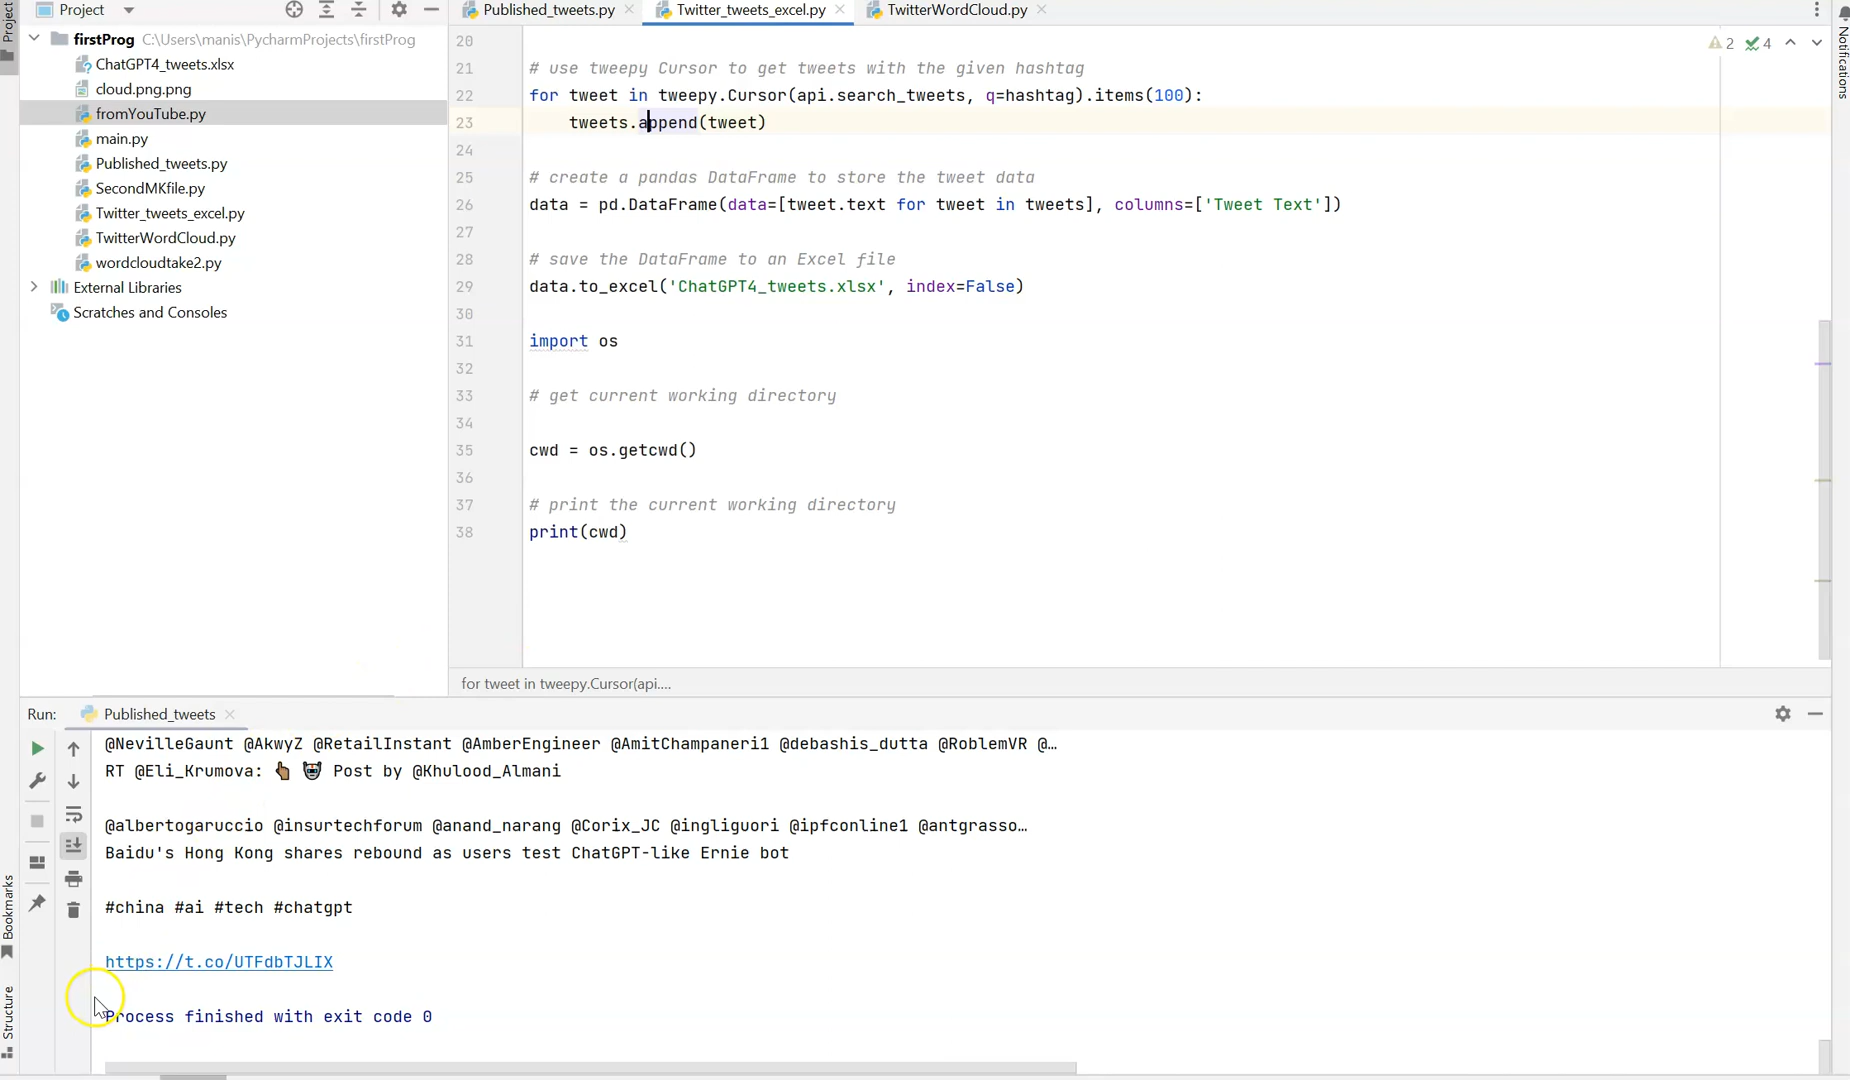 Project
Published_tweets.py
Twitter_tweets_excel.py
TwitterWordCloud.py
Project
firstProg C:\Users\manis\PycharmProjects\firstProg
ChatGPT4_tweets.xlsx
cloud.png.png
fromYouTube.py
main.py
Published_tweets.py
SecondMKfile.py
Twitter_tweets_excel.py
TwitterWordCloud.py
wordcloudtake2.py
External Libraries
Scratches and Consoles
2 4
Notifications
20
21 # use tweepy Cursor to get tweets with the given hashtag
22 for tweet in tweepy.Cursor(api.search_tweets, q=hashtag).items(100):
23 tweets.append(tweet)
24
25 # create a pandas DataFrame to store the tweet data
26 data = pd.DataFrame(data=[tweet.text for tweet in tweets], columns=['Tweet Text'])
27
28 # save the DataFrame to an Excel file
29 data.to_excel('ChatGPT4_tweets.xlsx', index=False)
30
31 import os
32
33 # get current working directory
34
35 cwd = os.getcwd()
36
37 # print the current working directory
38 print(cwd)
for tweet in tweepy.Cursor(api....
Run: Published_tweets
@NevilleGaunt @AkwyZ @RetailInstant @AmberEngineer @AmitChampaneri1 @debashis_dutta @RoblemVR @…
RT @Eli_Krumova: 👆🏾 🤖 Post by @Khulood_Almani
@albertogaruccio @insurtechforum @anand_narang @Corix_JC @ingliguori @ipfconline1 @antgrasso…
Baidu's Hong Kong shares rebound as users test ChatGPT-like Ernie bot
#china #ai #tech #chatgpt
https://t.co/UTFdbTJLIX
Process finished with exit code 0
Bookmarks
Structure